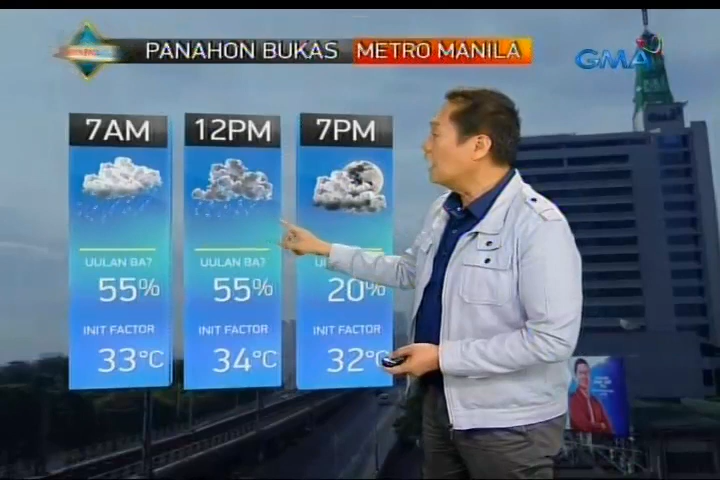 PANAHON BUKAS METRO MANILA
GMA
7AM 12PM 7PM
UULAN BA? UULAN BA?
55% 55% 20%
INIT FACTOR INIT FACTOR INIT FACTOR
33°C 34°C 32°C
GMA